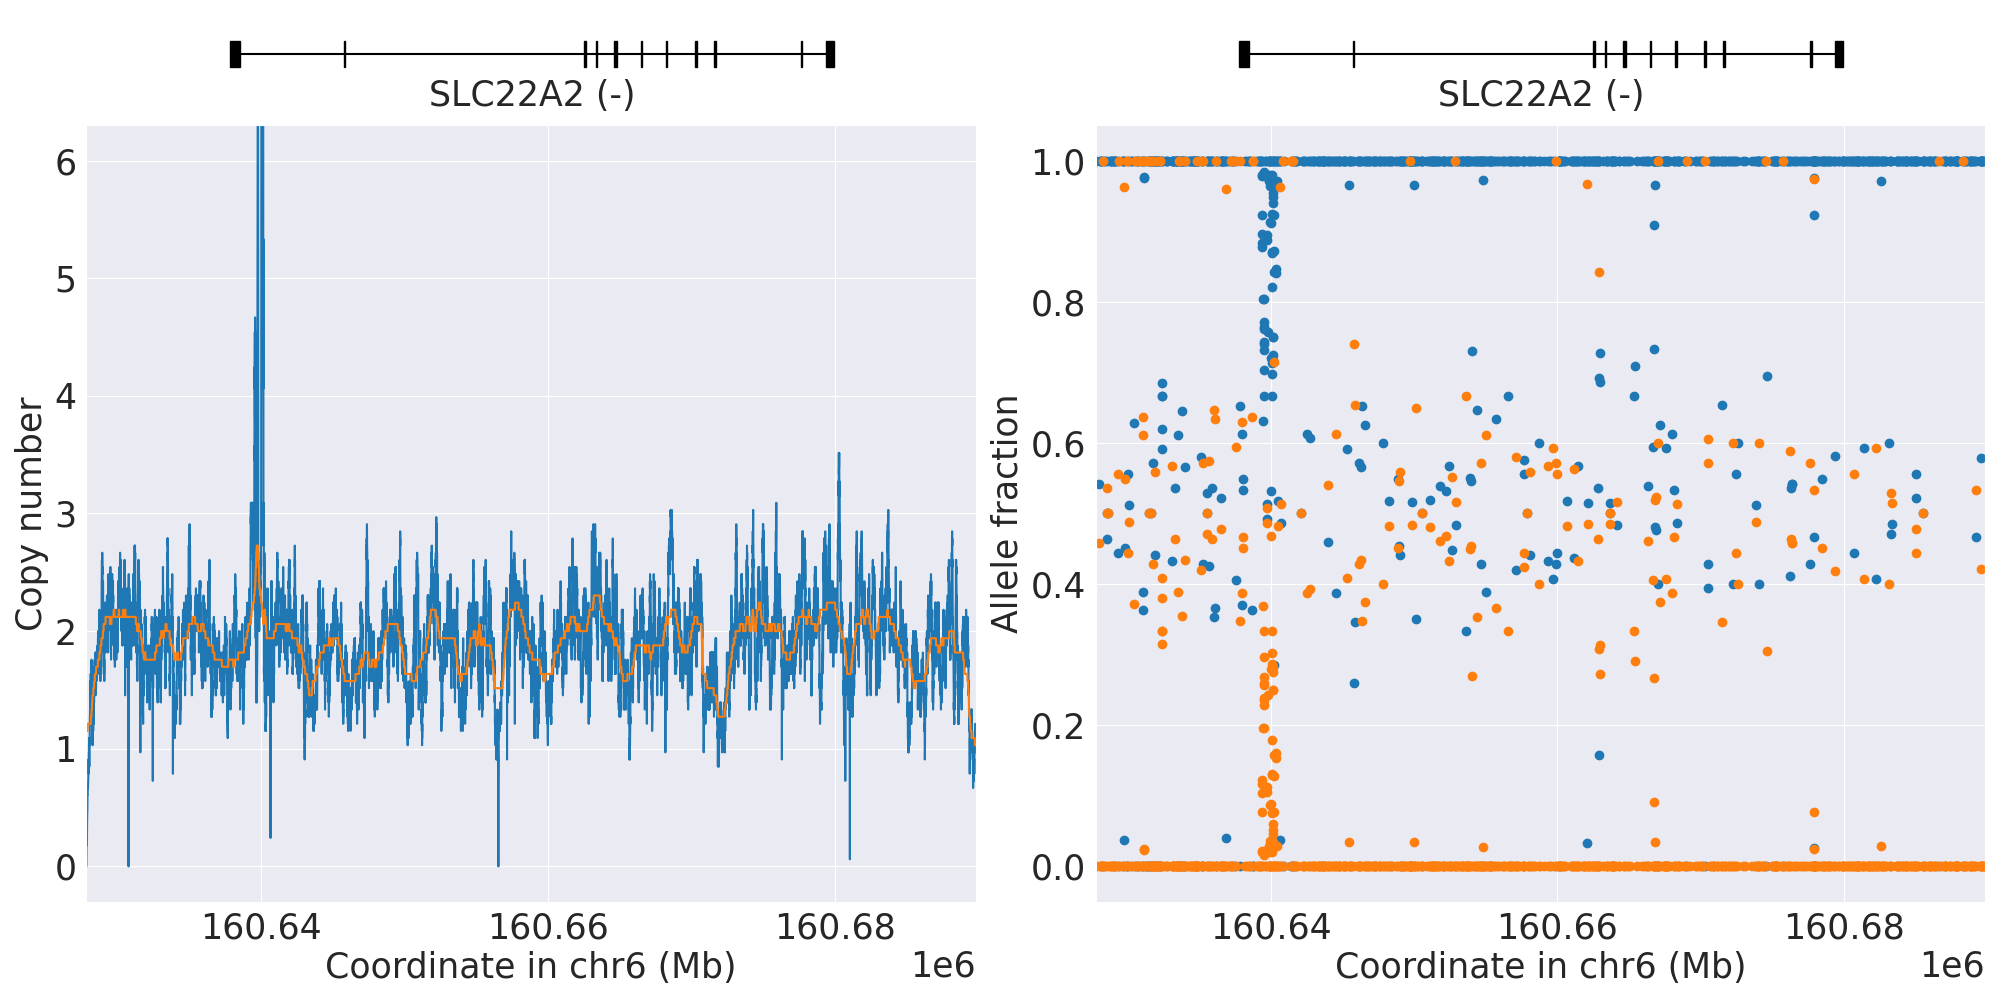 SLC22A2 (-)
Copy number
6
5
4
3
2
1
0
160.64
160.66
160.68
Coordinate in chr6 (Mb)
1e6
SLC22A2 (-)
Allele fraction
1.0
0.8
0.6
0.4
0.2
0.0
160.64
160.66
160.68
Coordinate in chr6 (Mb)
1e6